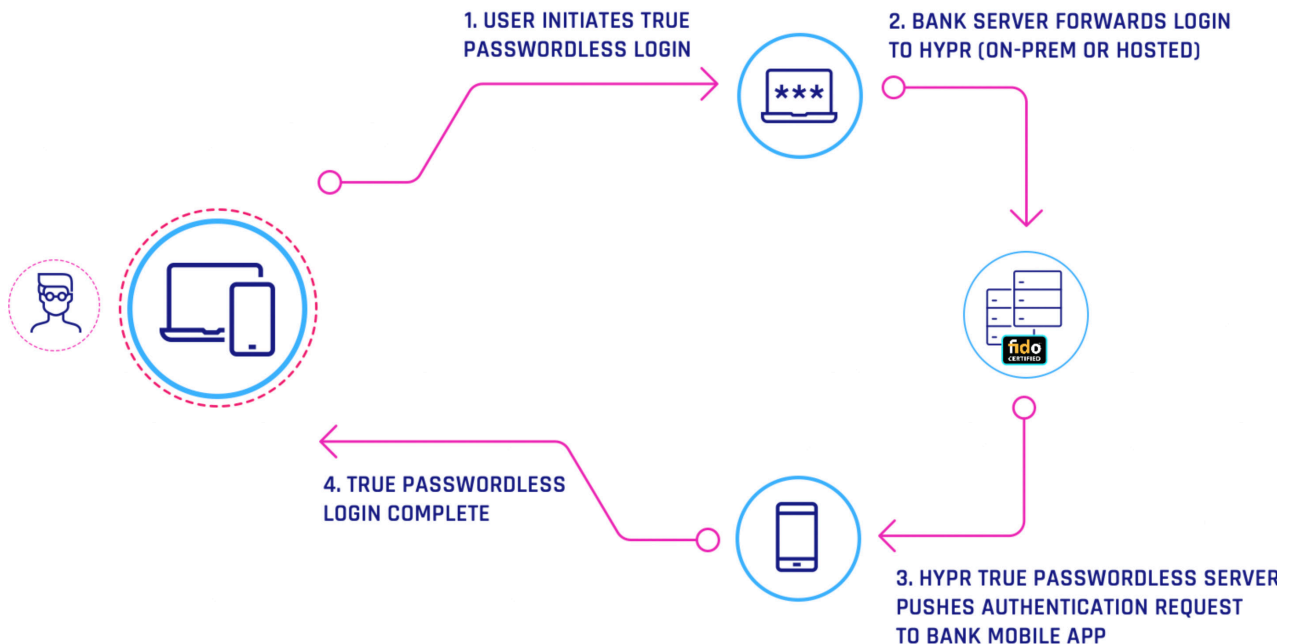 1. USER INITIATES TRUE
PASSWORDLESS LOGIN
***
2. BANK SERVER FORWARDS LOGIN
TO HYPR (ON-PREM OR HOSTED)
fido
CERTIFIED
3. HYPR TRUE PASSWORDLESS SERVER
PUSHES AUTHENTICATION REQUEST
TO BANK MOBILE APP
4. TRUE PASSWORDLESS
LOGIN COMPLETE